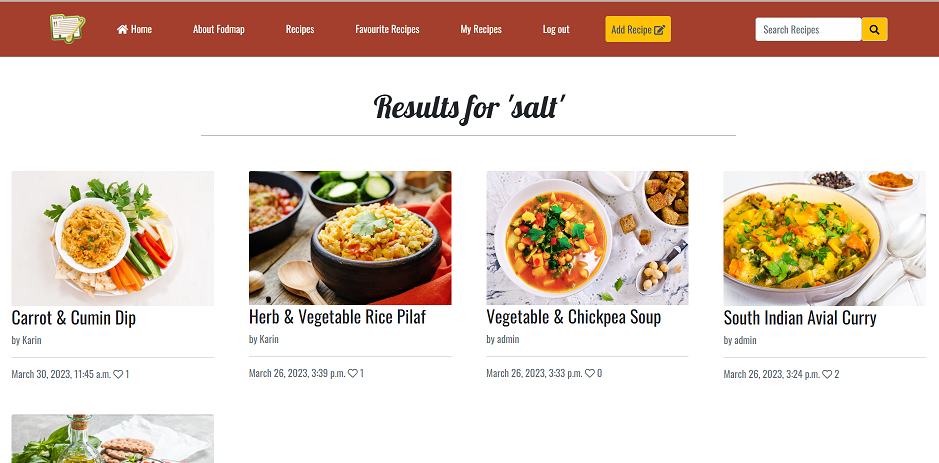 Home About Fodmap Recipes Favourite Recipes My Recipes Log out Add Recipe Search Recipes
Results for 'salt'
Carrot & Cumin Dip
by Karin
March 30, 2023, 11:45 a.m. 1
Herb & Vegetable Rice Pilaf
by Karin
March 26, 2023, 3:39 p.m. 1
Vegetable & Chickpea Soup
by admin
March 26, 2023, 3:33 p.m. 0
South Indian Avial Curry
by admin
March 26, 2023, 3:24 p.m. 2